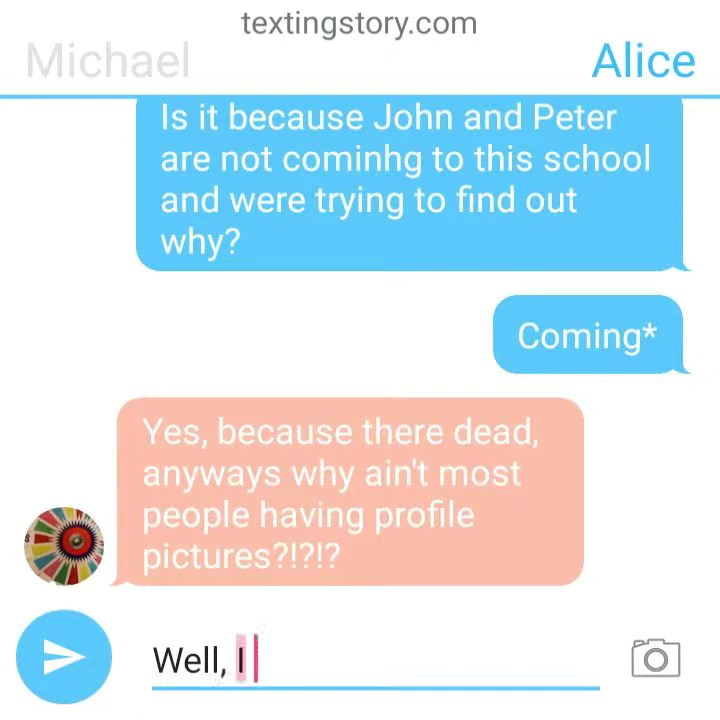 textingstory.com
Michael
Alice
Is it because John and Peter
are not cominhg to this school
and were trying to find out
why?
Coming*
Yes, because there dead,
anyways why ain't most
people having profile
pictures?!?!?
Well, I